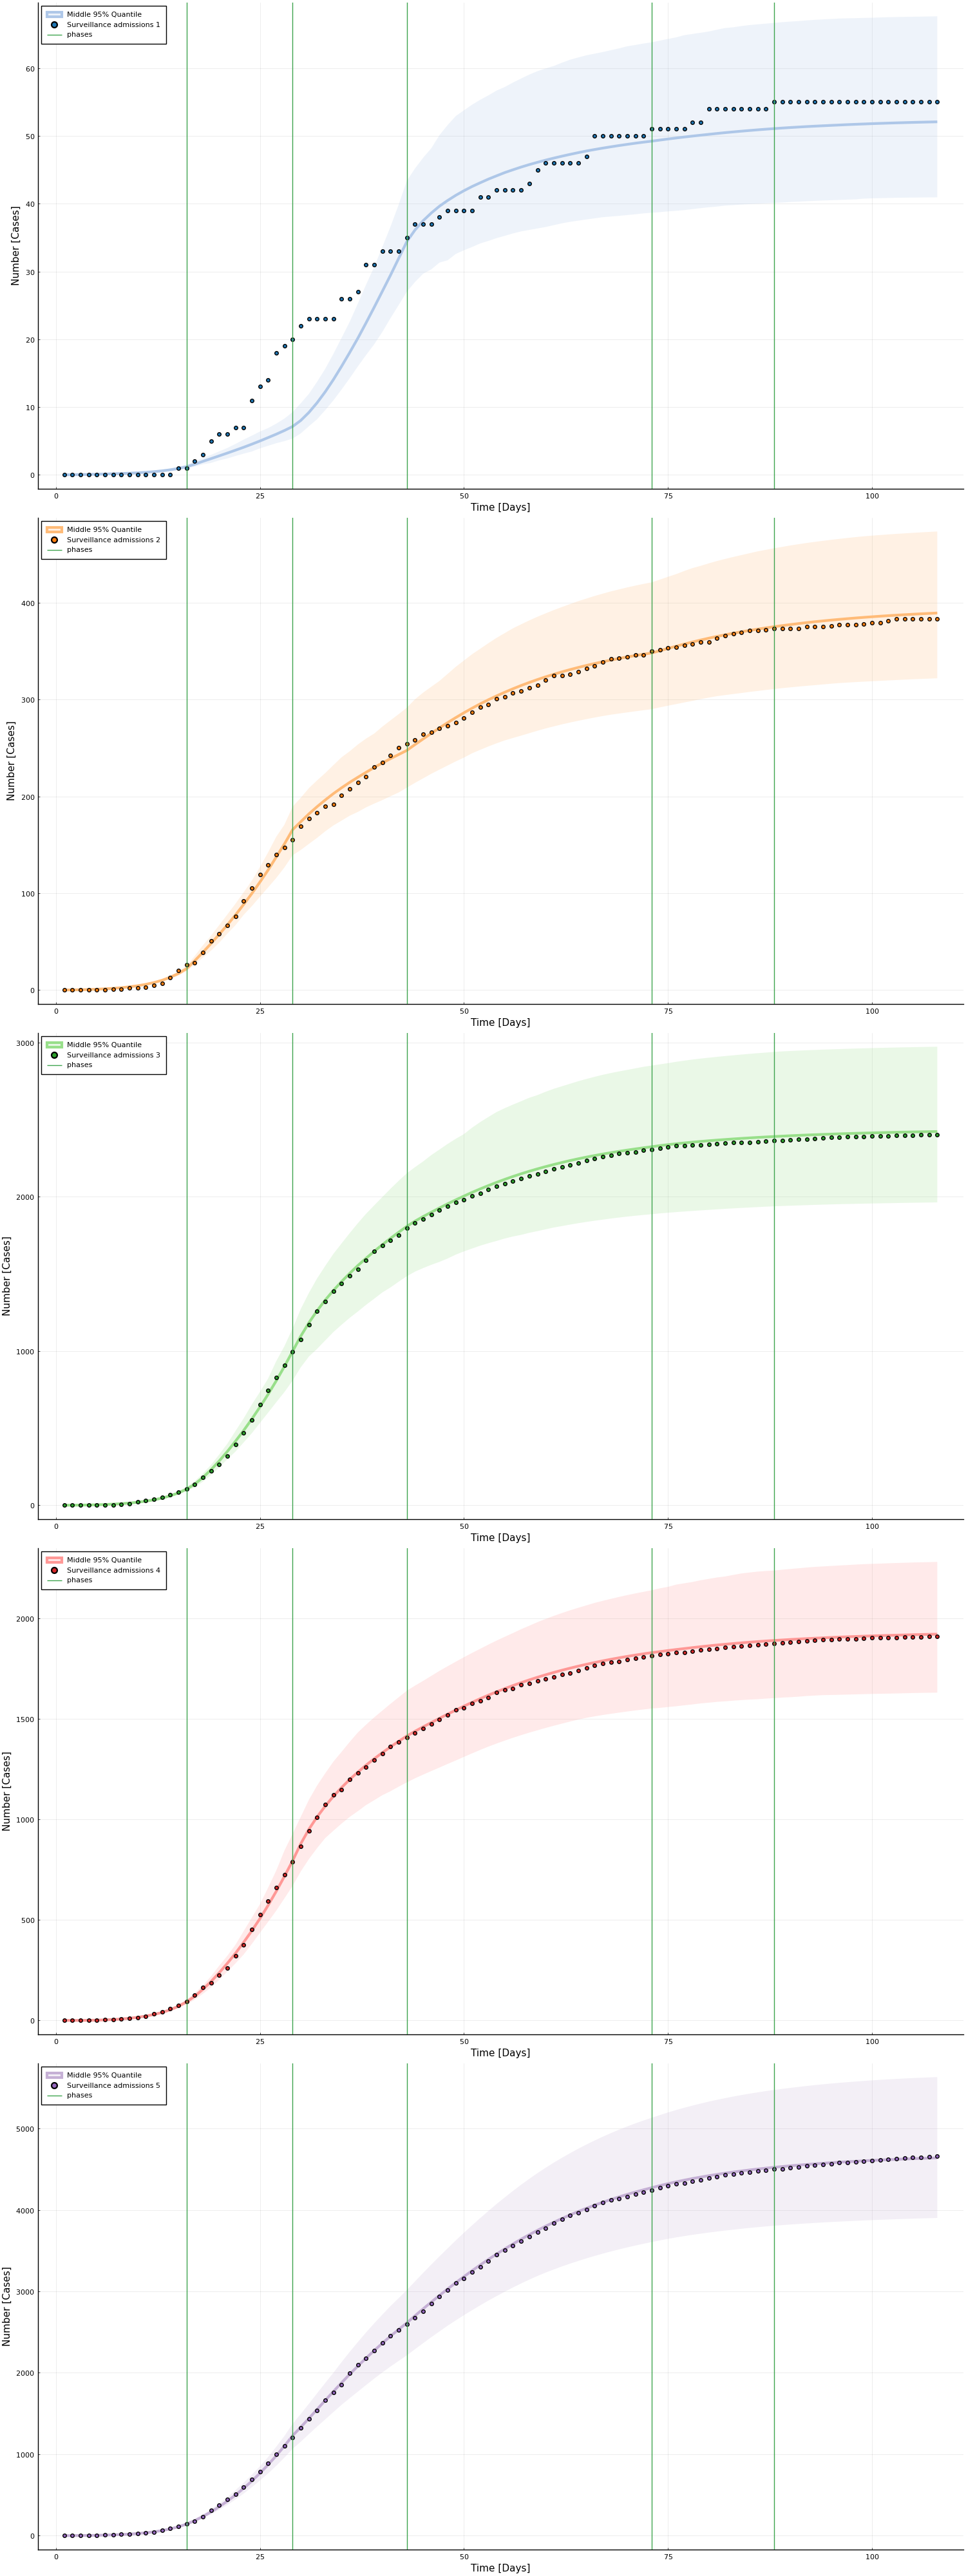 Middle 95% Quantile
Surveillance admissions 1
phases
60
50
40
30
20
10
0
Number [Cases]
0 25 50 75 100
Time [Days]
Middle 95% Quantile
Surveillance admissions 2
phases
400
300
200
100
0
Number [Cases]
0 25 50 75 100
Time [Days]
Middle 95% Quantile
Surveillance admissions 3
phases
3000
2000
1000
0
Number [Cases]
0 25 50 75 100
Time [Days]
Middle 95% Quantile
Surveillance admissions 4
phases
2000
1500
1000
500
0
Number [Cases]
0 25 50 75 100
Time [Days]
Middle 95% Quantile
Surveillance admissions 5
phases
5000
4000
3000
2000
1000
0
Number [Cases]
0 25 50 75 100
Time [Days]